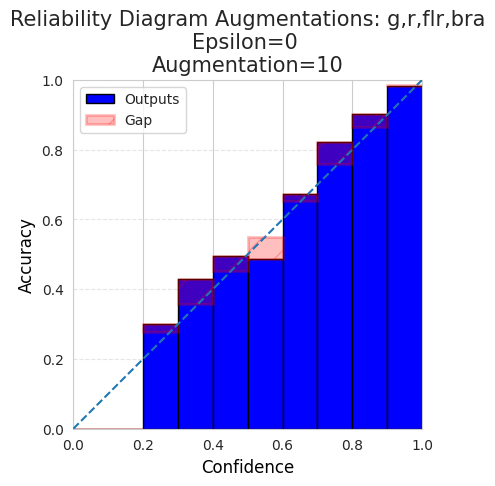 Reliability Diagram Augmentations: g,r,flr,bra
Epsilon=0
Augmentation=10
1.0
Outputs
Gap
0.8
0.6
Accuracy
0.4
0.2
0.0
0.0 0.2 0.4 0.6 0.8 1.0
Confidence